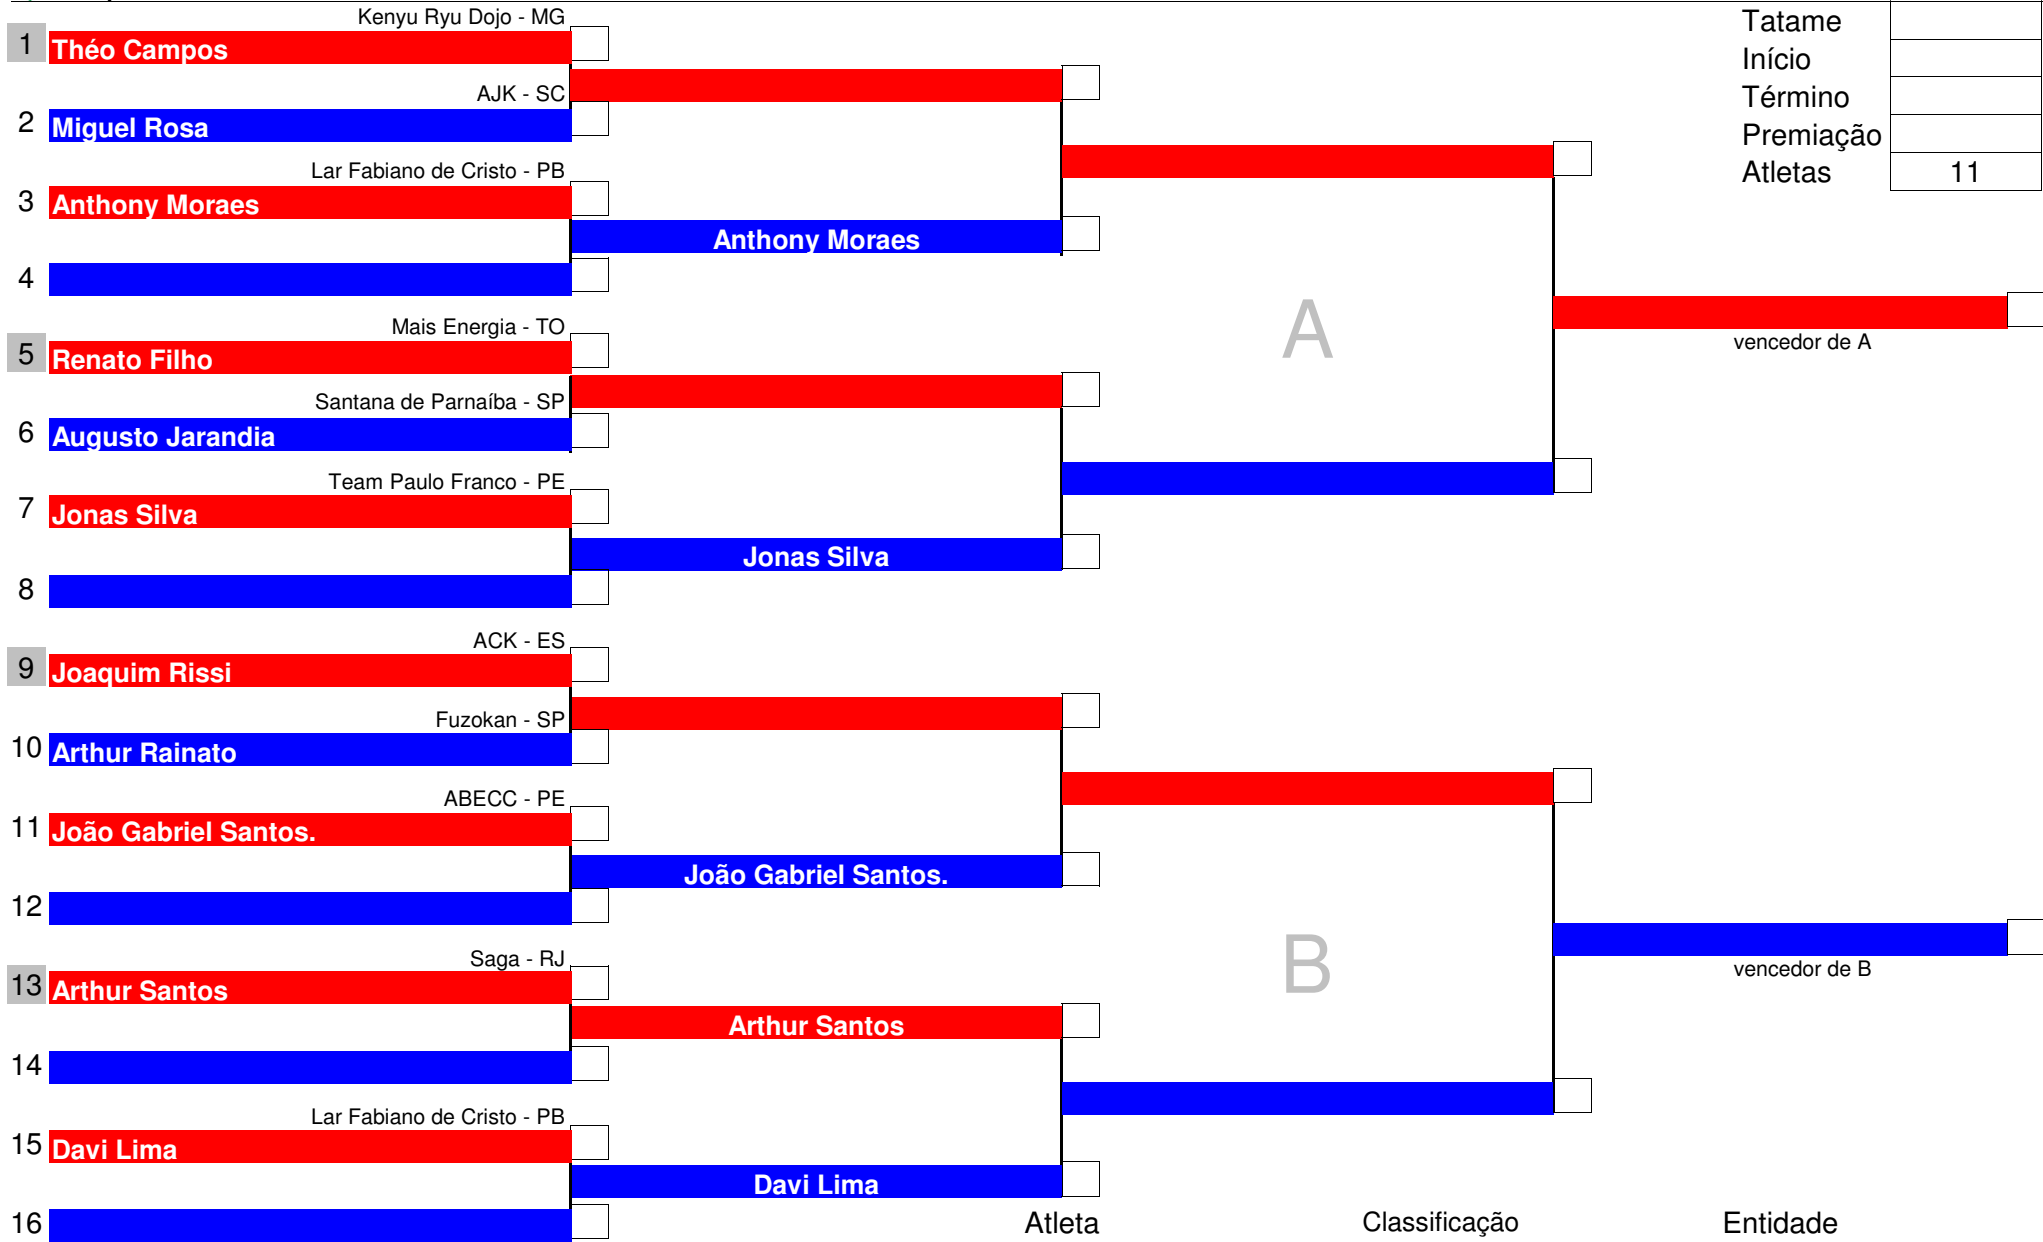 Kenyu Ryu Dojo - MG
1 Théo Campos
AJK - SC
2 Miguel Rosa
Lar Fabiano de Cristo - PB
3 Anthony Moraes
Anthony Moraes
4
Mais Energia - TO
5 Renato Filho
Santana de Parnaíba - SP
6 Augusto Jarandia
Team Paulo Franco - PE
7 Jonas Silva
Jonas Silva
8
ACK - ES
9 Joaquim Rissi
Fuzokan - SP
10 Arthur Rainato
ABECC - PE
11 João Gabriel Santos.
João Gabriel Santos.
12
Saga - RJ
13 Arthur Santos
Arthur Santos
14
Lar Fabiano de Cristo - PB
15 Davi Lima
Davi Lima
16
A
B
vencedor de A
vencedor de B
Tatame
Início
Término
Premiação
Atletas 11
Atleta Classificação Entidade